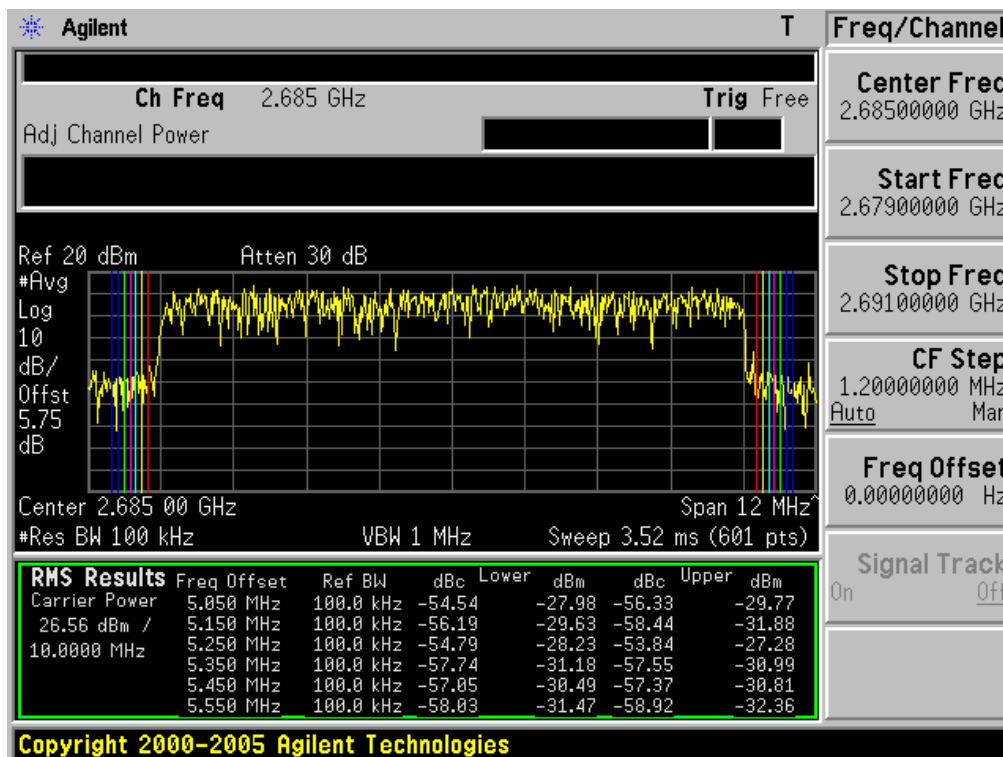 Agilent
T
Freq/Channel
Ch Freq 2.685 GHz
Trig Free
Adj Channel Power
Center Freq
2.68500000 GHz
Start Freq
2.67900000 GHz
Stop Freq
2.69100000 GHz
CF Step
1.20000000 MHz
Auto Man
Freq Offset
0.00000000 Hz
Signal Track
On Off
Ref 20 dBm
Atten 30 dB
#Avg
Log
10
dB/
Offst
5.75
dB
Center 2.685 00 GHz
Span 12 MHz^
#Res BW 100 kHz
VBW 1 MHz
Sweep 3.52 ms (601 pts)
RMS Results Freq Offset Ref BW dBc Lower dBm dBc Upper dBm
Carrier Power 5.050 MHz 100.0 kHz -54.54 -27.98 -56.33 -29.77
26.56 dBm / 5.150 MHz 100.0 kHz -56.19 -29.63 -58.44 -31.88
10.0000 MHz 5.250 MHz 100.0 kHz -54.79 -28.23 -53.84 -27.28
5.350 MHz 100.0 kHz -57.74 -31.18 -57.55 -30.99
5.450 MHz 100.0 kHz -57.05 -30.49 -57.37 -30.81
5.550 MHz 100.0 kHz -58.03 -31.47 -58.92 -32.36
Copyright 2000-2005 Agilent Technologies